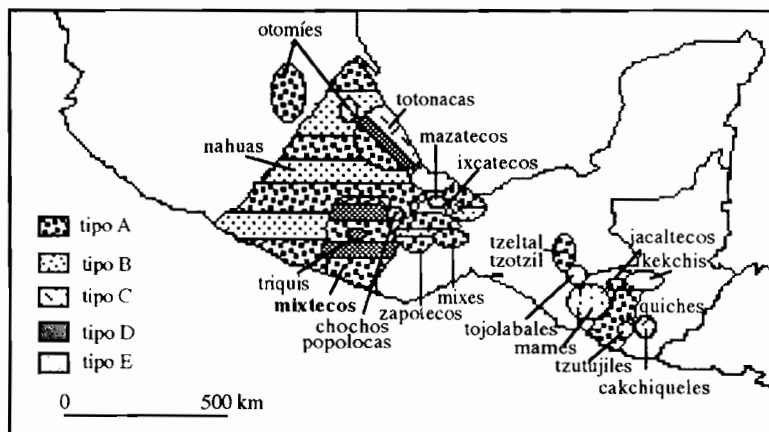 otomíes
totonacas
mazatecos
ixcatecos
nahuas
tipo A
tipo B
tipo C
tipo D
tipo E
triquis
mixtecos
chochos
popolocas
zapotecos
mixes
tzeltal
tzotzil
jacaltecos
kekchis
quiches
tojolabales
mames
tzutujiles
cakchiqueles
0 500 km